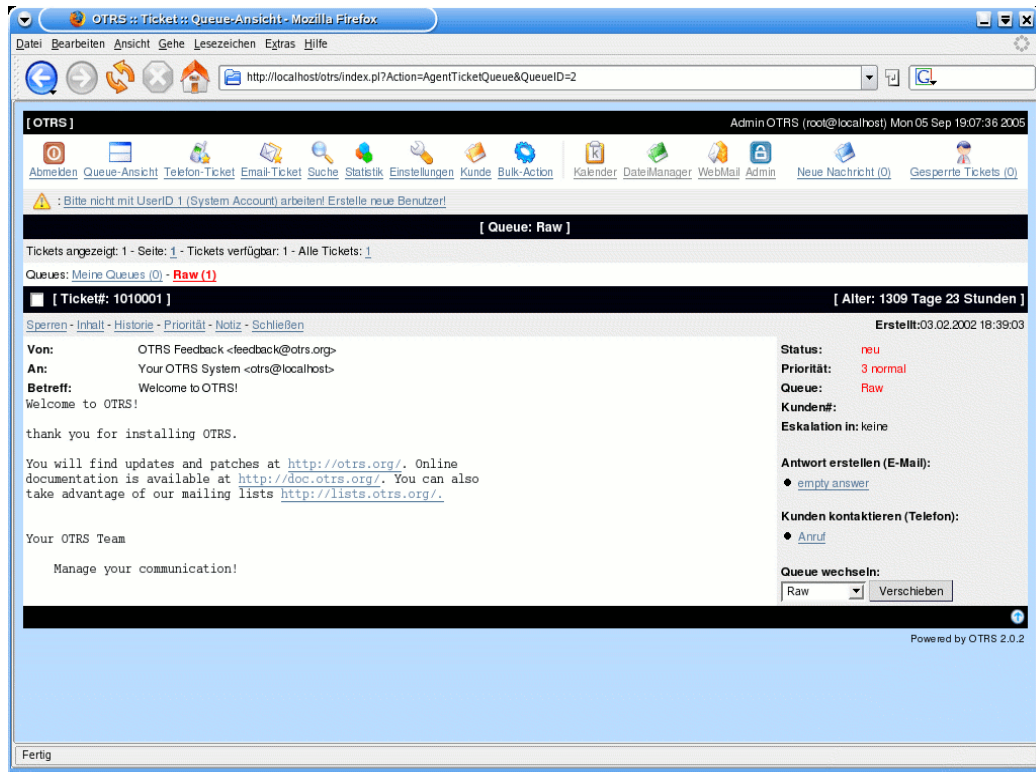 OTRS :: Ticket :: Queue-Ansicht - Mozilla Firefox
Datei Bearbeiten Ansicht Gehe Lesezeichen Extras Hilfe
http://localhost/otrs/index.pl?Action=AgentTicketQueue&QueueID=2
[ OTRS ] Admin OTRS (root@localhost) Mon 05 Sep 19:07:36 2005
Abmelden Queue-Ansicht Telefon-Ticket Email-Ticket Suche Statistik Einstellungen Kunde Bulk-Action Kalender DateiManager WebMail Admin Neue Nachricht (0) Gesperrte Tickets (0)
: Bitte nicht mit UserID 1 (System Account) arbeiten! Erstelle neue Benutzer!
[ Queue: Raw ]
Tickets angezeigt: 1 - Seite: 1 - Tickets verfügbar: 1 - Alle Tickets: 1
Queues: Meine Queues (0) - Raw (1)
[ Ticket#: 1010001 ] [ Alter: 1309 Tage 23 Stunden ]
Sperren - Inhalt - Historie - Priorität - Notiz - Schließen Erstellt:03.02.2002 18:39:03
Von: OTRS Feedback <feedback@otrs.org>
An: Your OTRS System <otrs@localhost>
Betreff: Welcome to OTRS!
Welcome to OTRS!
thank you for installing OTRS.
You will find updates and patches at http://otrs.org/. Online
documentation is available at http://doc.otrs.org/. You can also
take advantage of our mailing lists http://lists.otrs.org/.
Your OTRS Team
Manage your communication!
Status: neu
Priorität: 3 normal
Queue: Raw
Kunden#:
Eskalation in: keine
Antwort erstellen (E-Mail):
empty answer
Kunden kontaktieren (Telefon):
Anruf
Queue wechseln:
Raw Verschieben
Powered by OTRS 2.0.2
Fertig